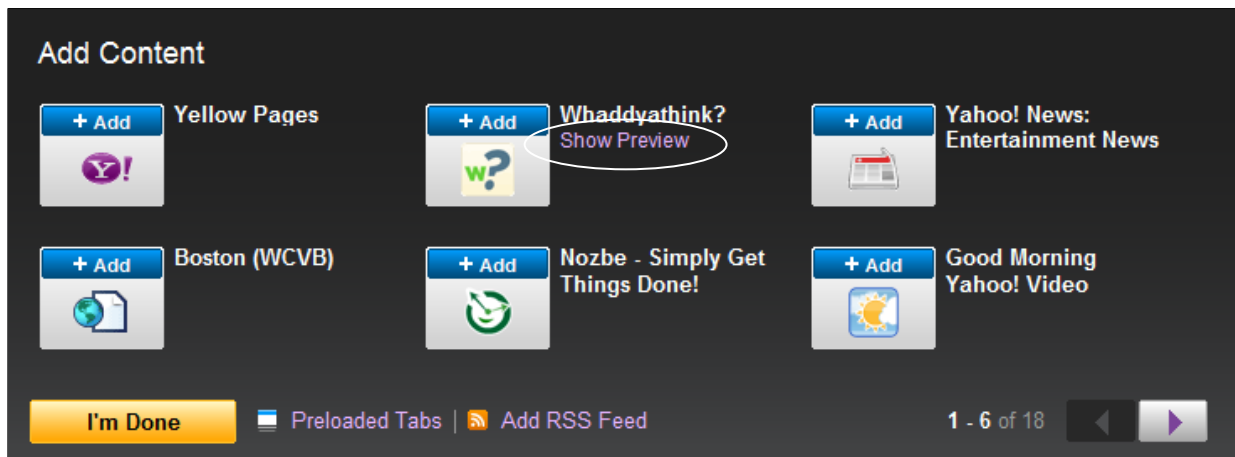 Add Content
+ Add
Yellow Pages
Y!
+ Add
Whaddyathink?
Show Preview
w?
+ Add
Yahoo! News:
Entertainment News
+ Add
Boston (WCVB)
+ Add
Nozbe - Simply Get
Things Done!
+ Add
Good Morning
Yahoo! Video
I'm Done
Preloaded Tabs | Add RSS Feed
1 - 6 of 18